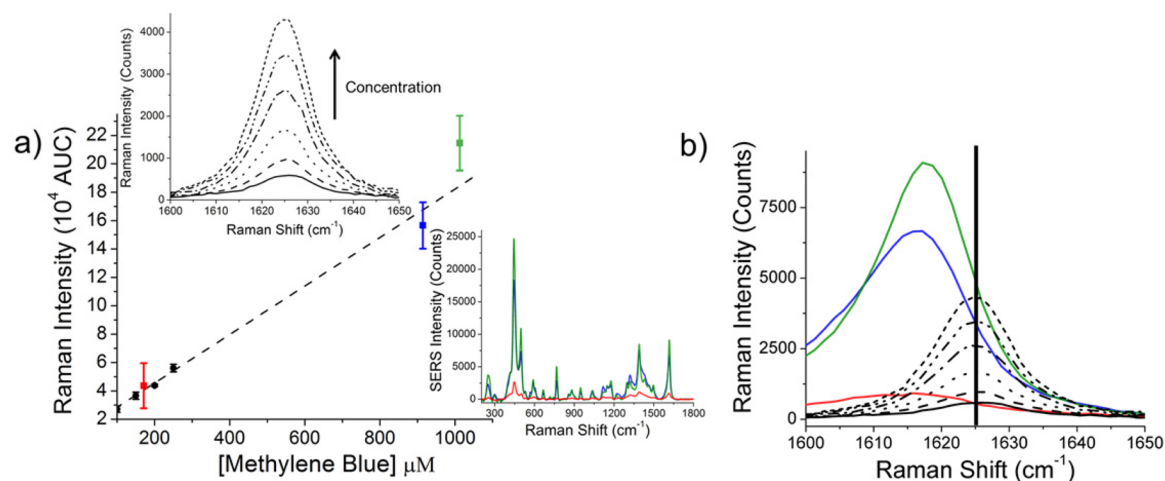 a)
Raman Intensity (10⁴ AUC)
22
20
18
16
14
12
10
8
6
4
2
200 400 600 800 1000
[Methylene Blue] µM
Raman Intensity (Counts)
4000
3000
2000
1000
0
Concentration
1600 1610 1620 1630 1640 1650
Raman Shift (cm⁻¹)
SERS Intensity (Counts)
25000
20000
15000
10000
5000
0
300 600 900 1200 1500 1800
Raman Shift (cm⁻¹)
b)
Raman Intensity (Counts)
7500
5000
2500
0
1600 1610 1620 1630 1640 1650
Raman Shift (cm⁻¹)